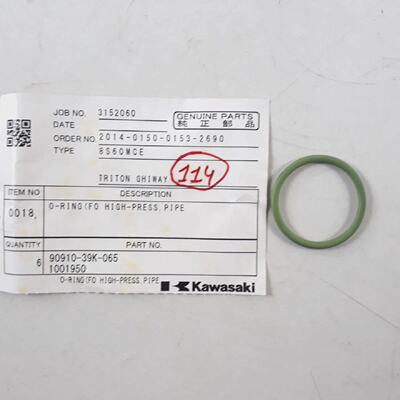 JOB NO. 3152060
DATE
GENUINE PARTS
純正部品
ORDER NO. 2014-0150-0153-2690
TYPE 8S60MCE
TRITON GHIWAY
114
ITEM NO DESCRIPTION
0018, O-RING(FO HIGH-PRESS.PIPE
QUANTITY PART NO.
6 90910-39K-065
1001950
O-RING(FO HIGH-PRESS.PIPE
Kawasaki